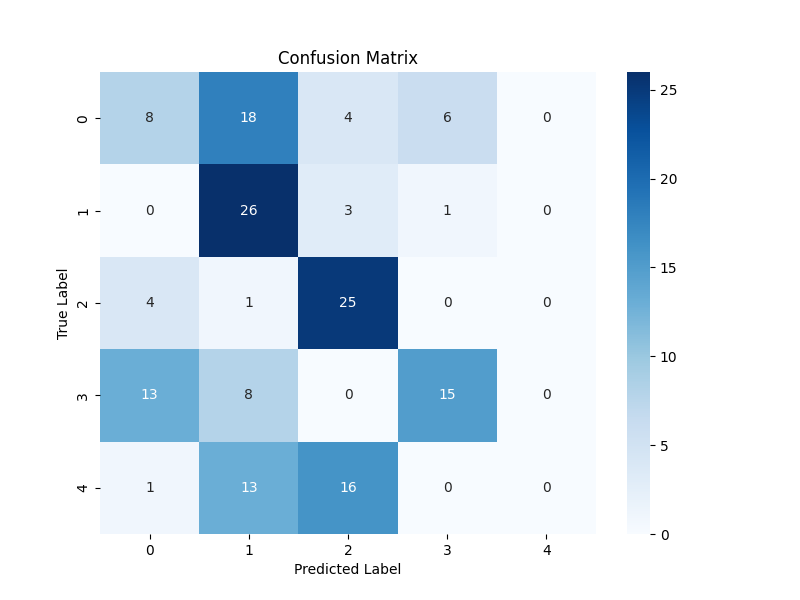 Confusion Matrix
True Label
0 8 18 4 6 0
1 0 26 3 1 0
2 4 1 25 0 0
3 13 8 0 15 0
4 1 13 16 0 0
0 1 2 3 4
Predicted Label
25
20
15
10
5
0